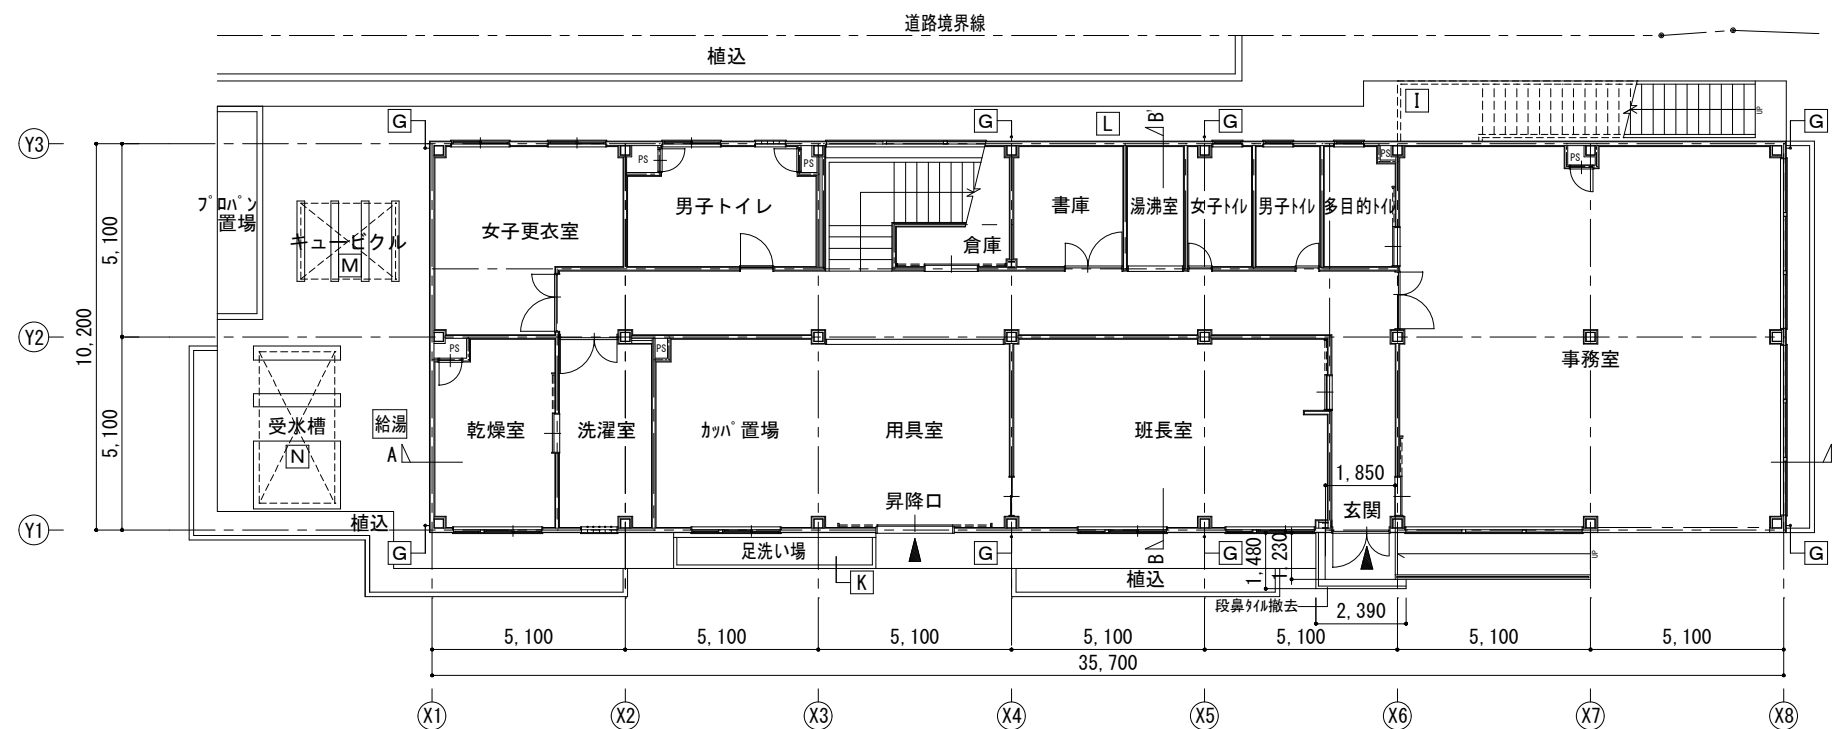 道路境界線
植込
I
UP
G
G
L
B'
G
G
Y3
PS
PS
PS
PS
プロパン
置場
キュービクル
M
女子更衣室
男子トイレ
倉庫
書庫
湯沸室
女子トイレ
男子トイレ
多目的トイレ
5,100
10,200
Y2
PS
PS
事務室
5,100
受水槽
N
給湯
A
乾燥室
洗濯室
カッパ置場
用具室
班長室
1,850
昇降口
玄関
Y1
植込
G
足洗い場
K
G
B
G
1,480
1,230
UP
G
植込
段鼻タイル撤去
2,390
5,100
5,100
5,100
5,100
5,100
5,100
5,100
35,700
X1
X2
X3
X4
X5
X6
X7
X8